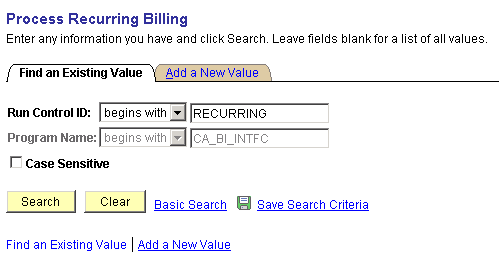 Process Recurring Billing
Enter any information you have and click Search. Leave fields blank for a list of all values.
Find an Existing Value Add a New Value
Run Control ID: begins with RECURRING
Program Name: begins with CA_BI_INTFC
Case Sensitive
Search Clear Basic Search Save Search Criteria
Find an Existing Value | Add a New Value